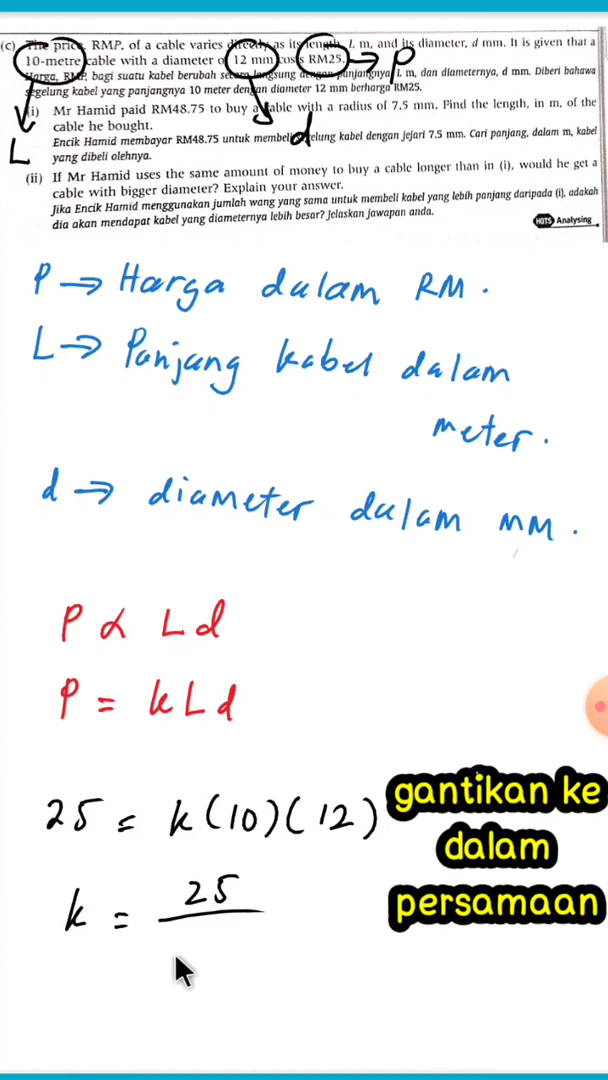 (c) The price, RMP, of a cable varies directly as its length, l m, and its diameter, d mm. It is given that a
10-metre cable with a diameter of 12 mm costs RM25.
Harga, RMP, bagi suatu kabel berubah secara langsung dengan panjangnya, l m, dan diameternya, d mm. Diberi bahawa
segelung kabel yang panjangnya 10 meter dengan diameter 12 mm berharga RM25.
(i) Mr Hamid paid RM48.75 to buy a cable with a radius of 7.5 mm. Find the length, in m, of the
cable he bought.
Encik Hamid membayar RM48.75 untuk membeli segelung kabel dengan jejari 7.5 mm. Cari panjang, dalam m, kabel
yang dibeli olehnya.
(ii) If Mr Hamid uses the same amount of money to buy a cable longer than in (i), would he get a
cable with bigger diameter? Explain your answer.
Jika Encik Hamid menggunakan jumlah wang yang sama untuk membeli kabel yang lebih panjang daripada (i), adakah
dia akan mendapat kabel yang diameternya lebih besar? Jelaskan jawapan anda.
HOTS Analysing
P
L
d
P → Harga dalam RM.
L → Panjang kabel dalam
meter.
d → diameter dalam mm.
P ∝ Ld
P = kLd
25 = k(10)(12)
k = 25
gantikan ke
dalam
persamaan